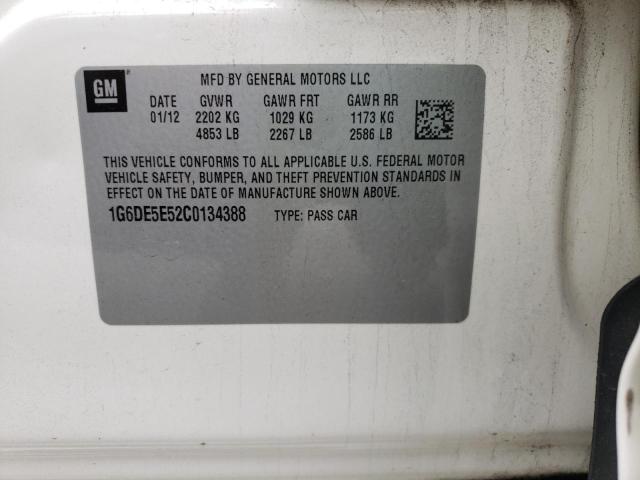 GM
MFD BY GENERAL MOTORS LLC
DATE GVWR GAWR FRT GAWR RR
01/12 2202 KG 1029 KG 1173 KG
4853 LB 2267 LB 2586 LB
THIS VEHICLE CONFORMS TO ALL APPLICABLE U.S. FEDERAL MOTOR
VEHICLE SAFETY, BUMPER, AND THEFT PREVENTION STANDARDS IN
EFFECT ON THE DATE OF MANUFACTURE SHOWN ABOVE.
1G6DE5E52C0134388 TYPE: PASS CAR